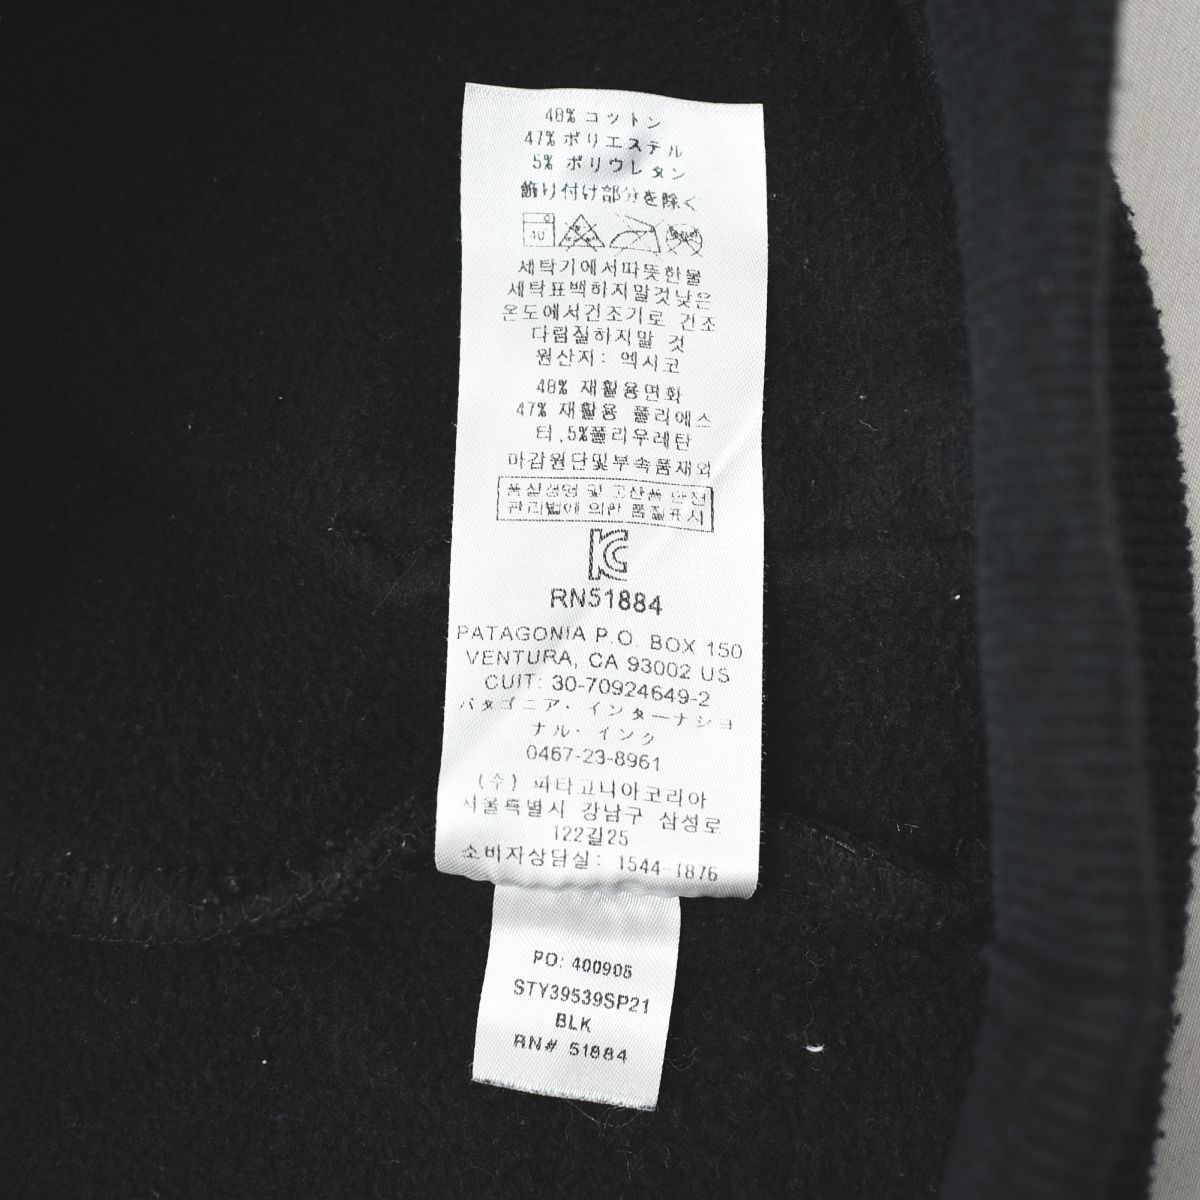 48% コットン
47% ポリエステル
5% ポリウレタン
飾り付け部分を除く
40°
세탁기에서따뜻한물
세탁표백하지말것낮은
온도에서건조기로 건조
다림질하지말 것
원산지: 엑시코
48% 재활용면화
47% 재활용 폴리에스
터,5%폴리우레탄
마감원단및부속품재외
품질경영 및 공산품 안전
관리법에 의한 품질표시
KC
RN51884
PATAGONIA P.O. BOX 150
VENTURA, CA 93002 US
CUIT: 30-70924649-2
パタゴニア・インターナショ
ナル・インク
0467-23-8961
(수) 파타고니아코리아
서울특별시 강남구 삼성로
122길25
소비자상담실: 1544-1876
PO: 400905
STY39539SP21
BLK
RN# 51884